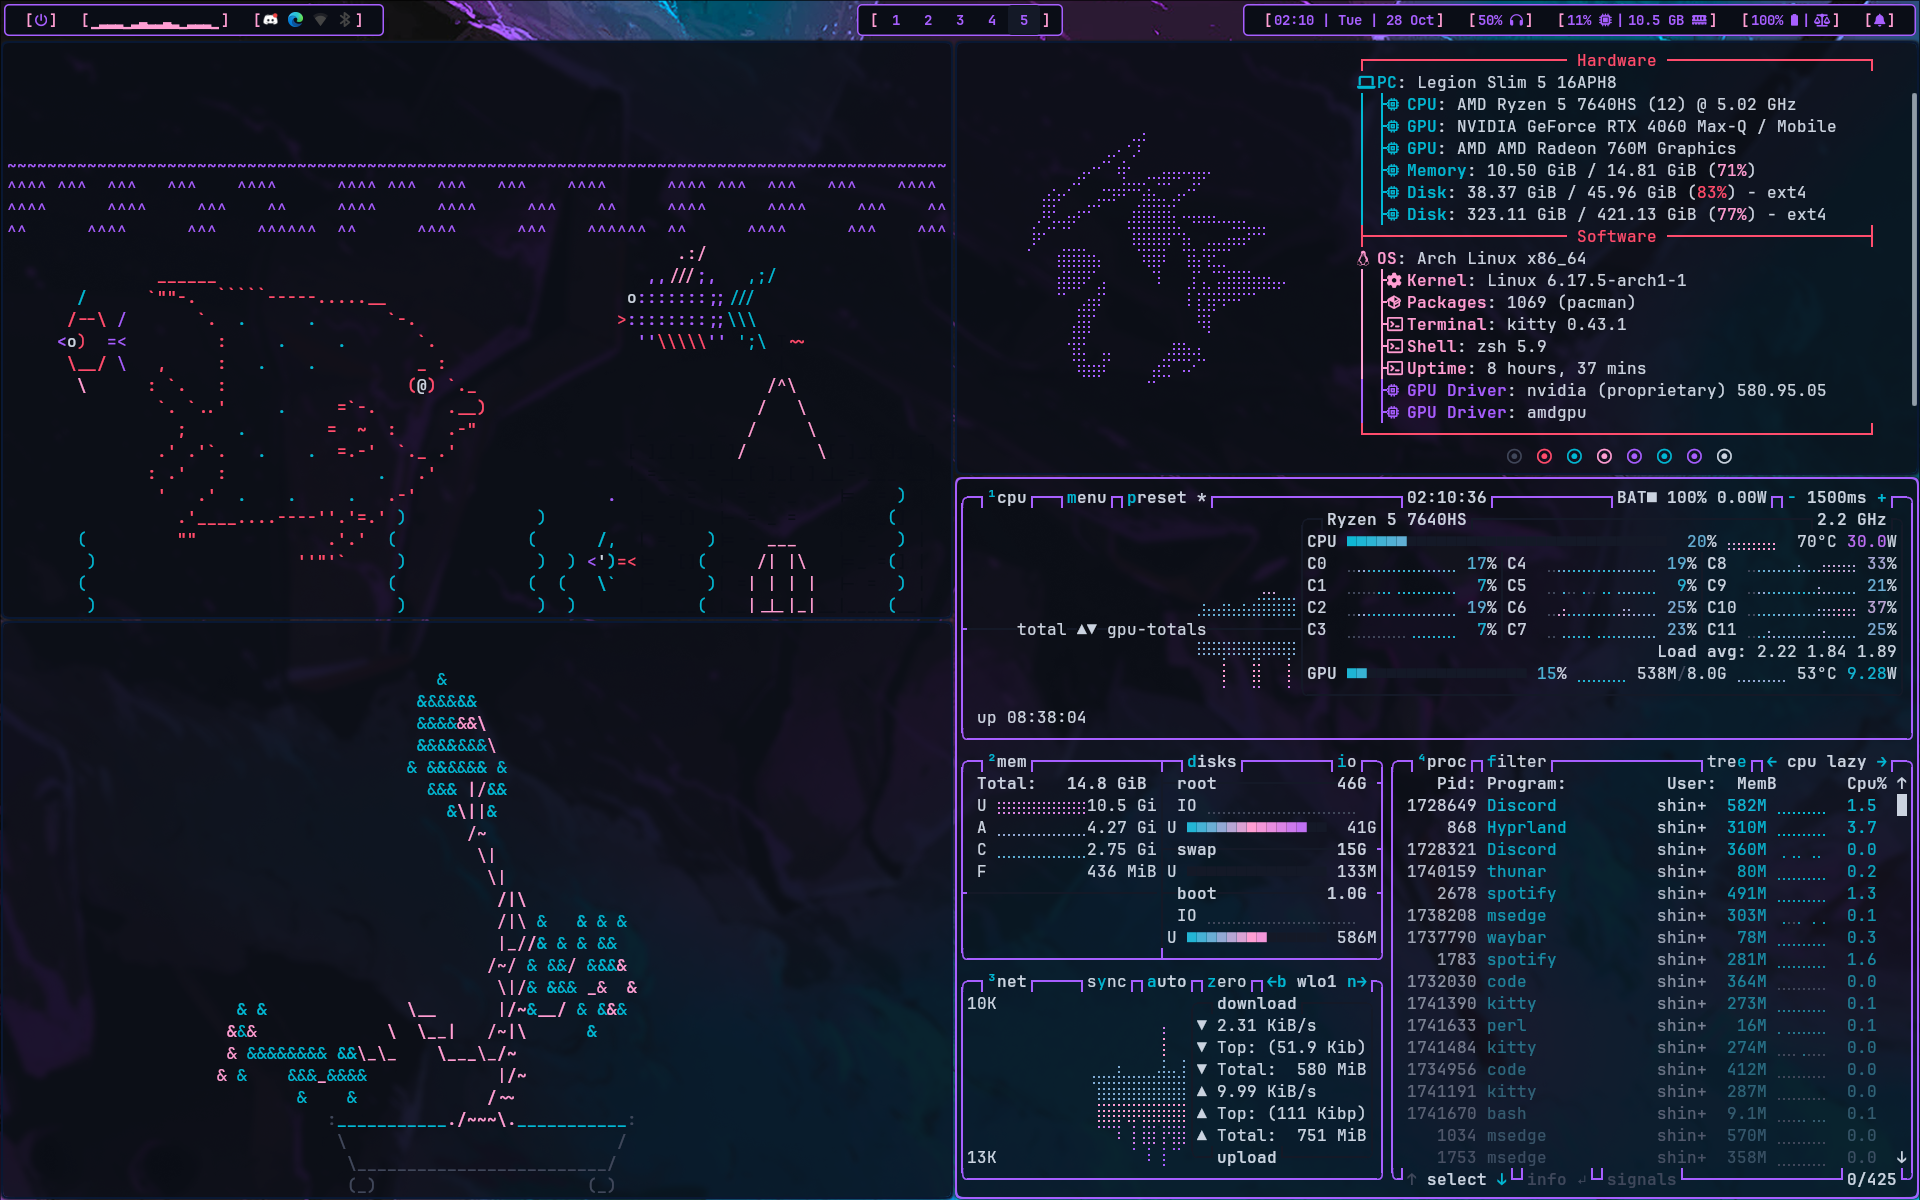 [⏻] [▁▂▂▂▁▂▂▁▂▁▂▂▂▁] [ ] [ 1 2 3 4 5 ] [02:10 | Tue | 28 Oct] [50% ] [11% | 10.5 GB ] [100% | ] [ ]
Hardware
PC: Legion Slim 5 16APH8
CPU: AMD Ryzen 5 7640HS (12) @ 5.02 GHz
GPU: NVIDIA GeForce RTX 4060 Max-Q / Mobile
GPU: AMD AMD Radeon 760M Graphics
Memory: 10.50 GiB / 14.81 GiB (71%)
Disk: 38.37 GiB / 45.96 GiB (83%) - ext4
Disk: 323.11 GiB / 421.13 GiB (77%) - ext4
Software
OS: Arch Linux x86_64
Kernel: Linux 6.17.5-arch1-1
Packages: 1069 (pacman)
Terminal: kitty 0.43.1
Shell: zsh 5.9
Uptime: 8 hours, 37 mins
GPU Driver: nvidia (proprietary) 580.95.05
GPU Driver: amdgpu
¹cpu menu preset * 02:10:36 BAT■ 100% 0.00W - 1500ms +
Ryzen 5 7640HS 2.2 GHz
CPU 20% 70°C 30.0W
C0 17% C4 19% C8 33%
C1 7% C5 9% C9 21%
C2 19% C6 25% C10 37%
total ▲▼ gpu-totals
C3 7% C7 23% C11 25%
Load avg: 2.22 1.84 1.89
GPU 15% 538M/8.0G 53°C 9.28W
up 08:38:04
²mem disks io
Total: 14.8 GiB root 46G
U 10.5 Gi IO
A 4.27 Gi U 41G
C 2.75 Gi swap 15G
F 436 MiB U 133M
boot 1.0G
IO
U 586M
³net sync auto zero ←b wlo1 n→
10K download
▼ 2.31 KiB/s
▼ Top: (51.9 Kib)
▼ Total: 580 MiB
▲ 9.99 KiB/s
▲ Top: (111 Kibp)
▲ Total: 751 MiB
13K upload
⁴proc filter tree ← cpu lazy →
Pid: Program: User: MemB Cpu% ↑
1728649 Discord shin+ 582M 1.5
868 Hyprland shin+ 310M 3.7
1728321 Discord shin+ 360M 0.0
1740159 thunar shin+ 80M 0.2
2678 spotify shin+ 491M 1.3
1738208 msedge shin+ 303M 0.1
1737790 waybar shin+ 78M 0.3
1783 spotify shin+ 281M 1.6
1732030 code shin+ 364M 0.0
1741390 kitty shin+ 273M 0.1
1741633 perl shin+ 16M 0.1
1741484 kitty shin+ 274M 0.0
1734956 code shin+ 412M 0.0
1741191 kitty shin+ 287M 0.0
1741670 bash shin+ 9.1M 0.1
1034 msedge shin+ 570M 0.0
1753 msedge shin+ 358M 0.0 ↓
↑ select ↓ info ↵ signals 0/425